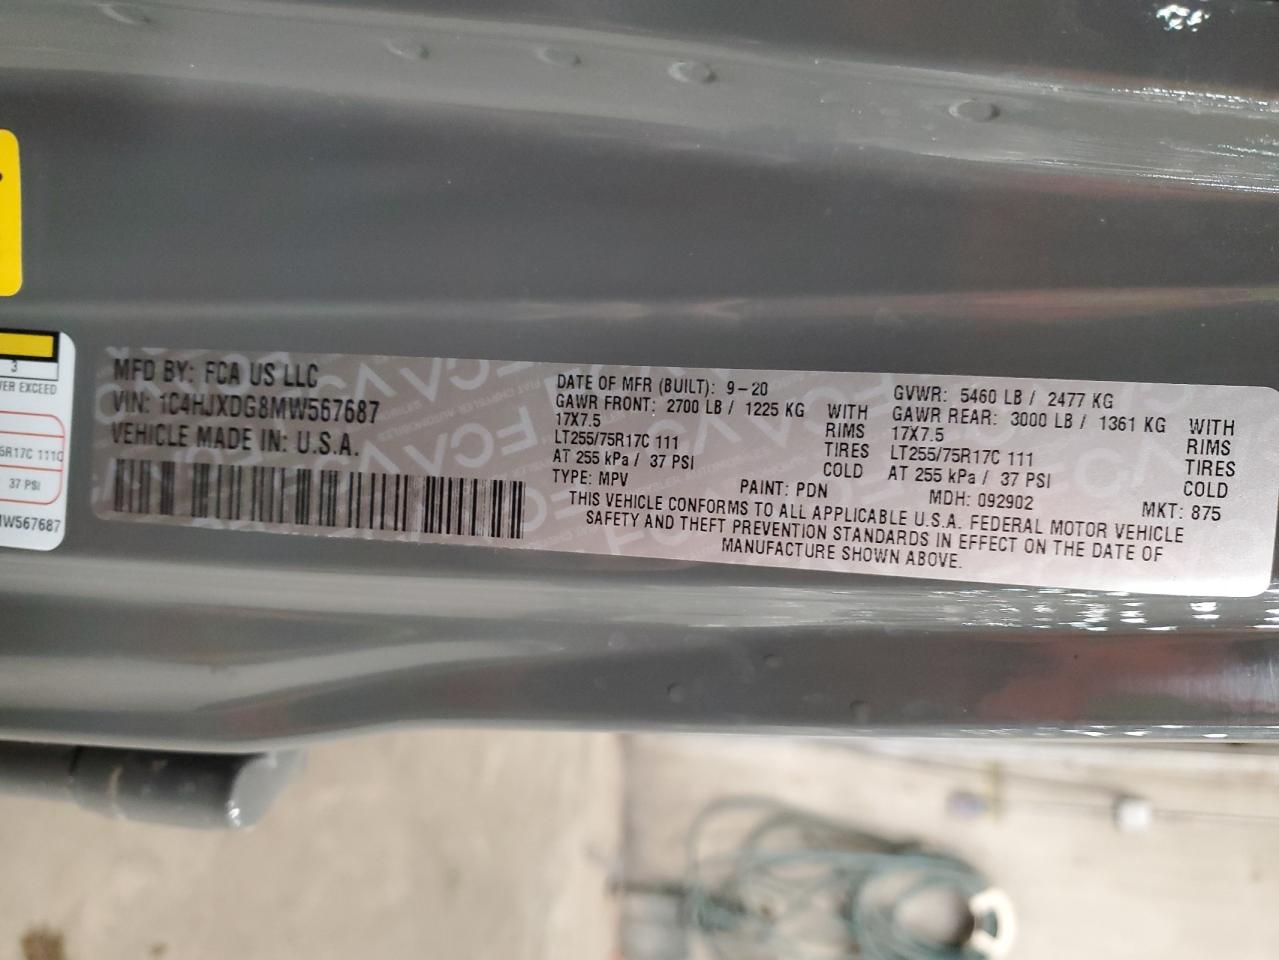 MFD BY: FCA US LLC
VIN: 1C4HJXDG8MW567687
VEHICLE MADE IN: U.S.A.
DATE OF MFR (BUILT): 9-20
GAWR FRONT: 2700 LB / 1225 KG WITH
17X7.5 RIMS
LT255/75R17C 111 TIRES
AT 255 kPa / 37 PSI COLD
TYPE: MPV
PAINT: PDN
GVWR: 5460 LB / 2477 KG
GAWR REAR: 3000 LB / 1361 KG WITH
17X7.5 RIMS
LT255/75R17C 111 TIRES
AT 255 kPa / 37 PSI COLD
MDH: 092902
MKT: 875
THIS VEHICLE CONFORMS TO ALL APPLICABLE U.S.A. FEDERAL MOTOR VEHICLE
SAFETY AND THEFT PREVENTION STANDARDS IN EFFECT ON THE DATE OF
MANUFACTURE SHOWN ABOVE.
3
EXCEED
5R17C 111C
37 PSI
MW567687